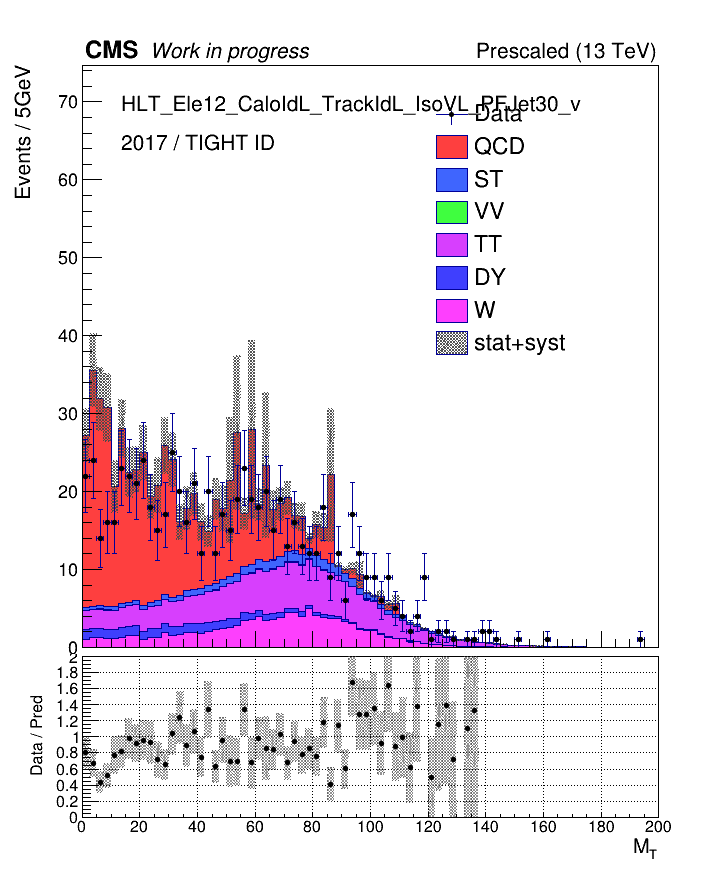 CMS Work in progress Prescaled (13 TeV)
Events / 5GeV
HLT_Ele12_CaloIdL_TrackIdL_IsoVL_PFJet30_v
2017 / TIGHT ID
Data
QCD
ST
VV
TT
DY
W
stat+syst
70
60
50
40
30
20
10
0
Data / Pred
2
1.8
1.6
1.4
1.2
1
0.8
0.6
0.4
0.2
0
0 20 40 60 80 100 120 140 160 180 200
M_T